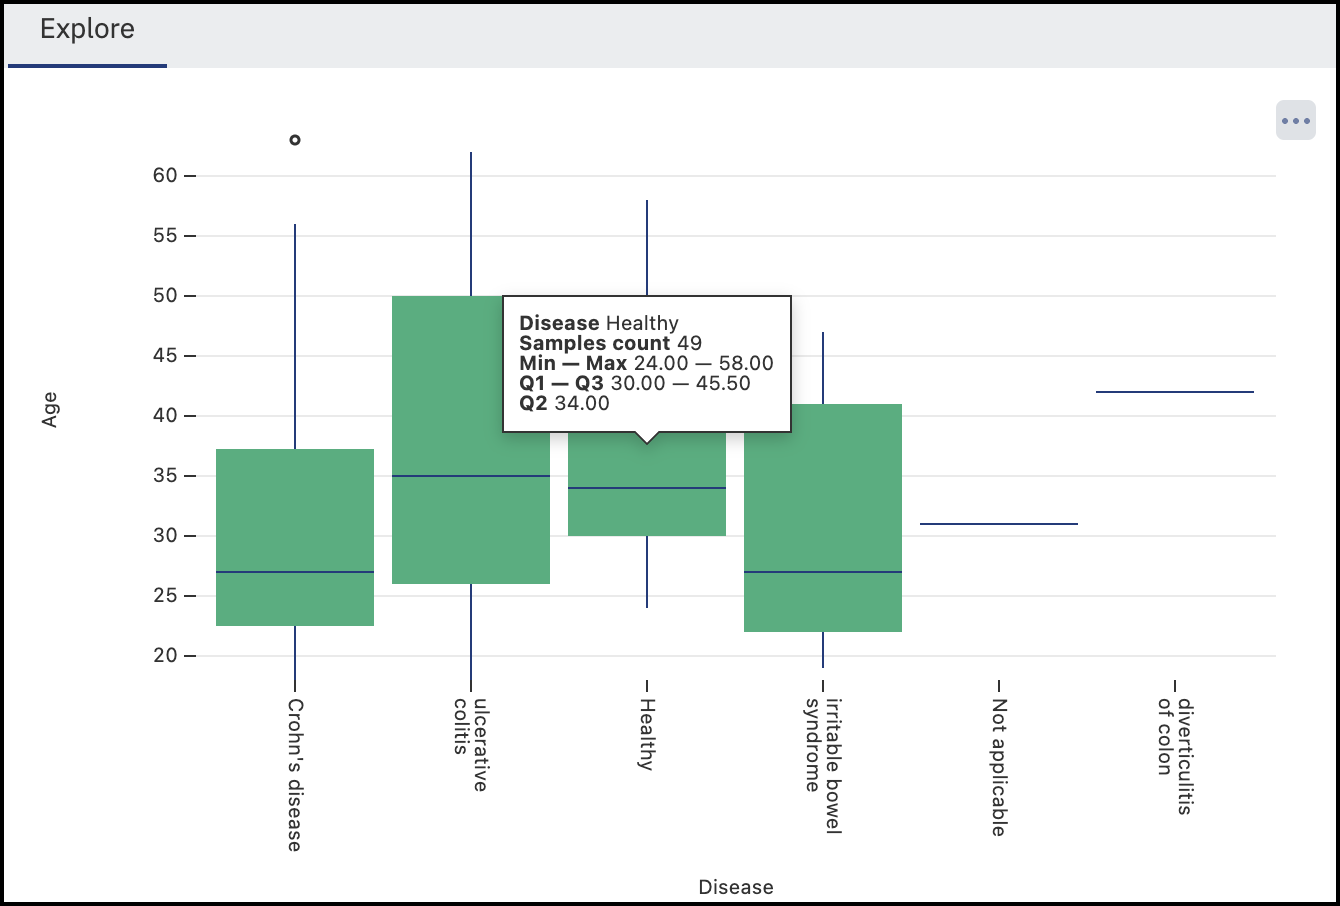 Explore
60
55
50
45
40
35
30
25
20
Age
Disease Healthy
Samples count 49
Min — Max 24.00 — 58.00
Q1 — Q3 30.00 — 45.50
Q2 34.00
Crohn's disease
ulcerative
colitis
Healthy
irritable bowel
syndrome
Not applicable
diverticulitis
of colon
Disease